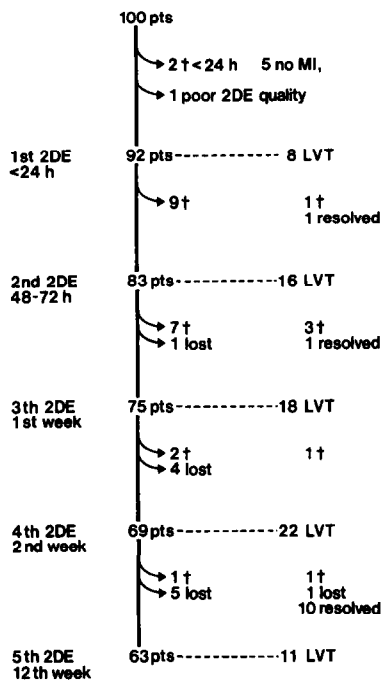 100 pts
2 † < 24 h 5 no MI,
1 poor 2DE quality
1st 2DE 92 pts 8 LVT
<24 h
9† 1†
1 resolved
2nd 2DE 83 pts 16 LVT
48-72 h
7† 3†
1 lost 1 resolved
3th 2DE 75 pts 18 LVT
1st week
2† 1†
4 lost
4th 2DE 69 pts 22 LVT
2nd week
1† 1†
5 lost 1 lost
10 resolved
5th 2DE 63 pts 11 LVT
12th week